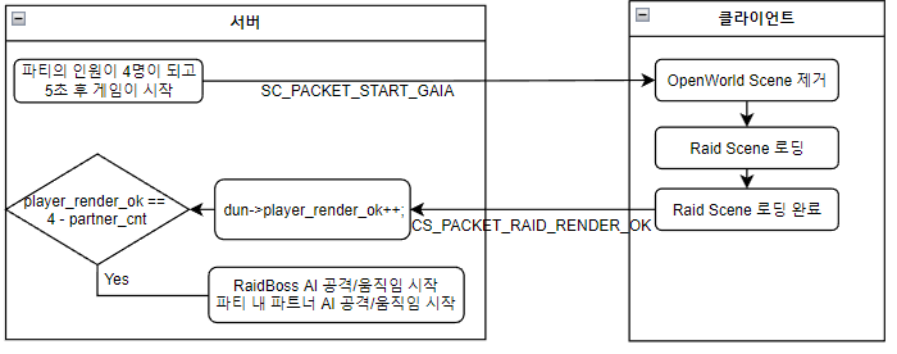 서버
클라이언트
파티의 인원이 4명이 되고
5초 후 게임이 시작
SC_PACKET_START_GAIA
OpenWorld Scene 제거
Raid Scene 로딩
Raid Scene 로딩 완료
CS_PACKET_RAID_RENDER_OK
dun->player_render_ok++;
player_render_ok ==
4 - partner_cnt
Yes
RaidBoss AI 공격/움직임 시작
파티 내 파트너 AI 공격/움직임 시작